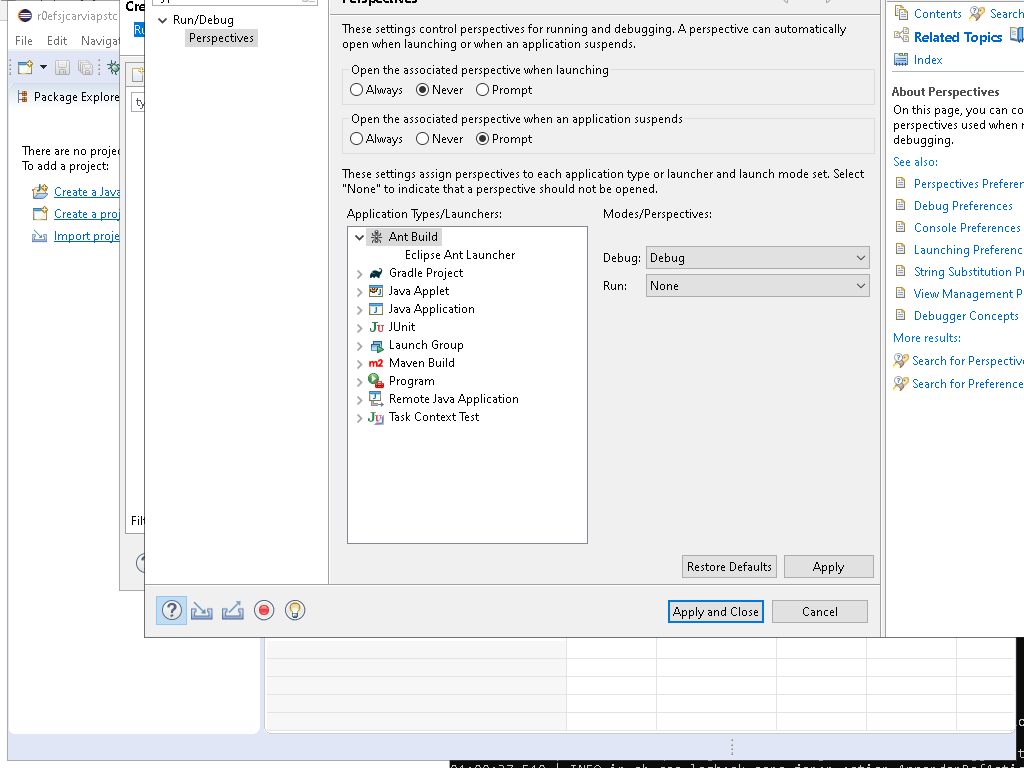 r0efsjcarviapstc
File Edit Navigat
Package Explore
There are no projec
To add a project:
Create a Java
Create a proj
Import proje
Cre
Ru
ty
Filt
Run/Debug
Perspectives
Perspectives
These settings control perspectives for running and debugging. A perspective can automatically
open when launching or when an application suspends.
Open the associated perspective when launching
Always Never Prompt
Open the associated perspective when an application suspends
Always Never Prompt
These settings assign perspectives to each application type or launcher and launch mode set. Select
"None" to indicate that a perspective should not be opened.
Application Types/Launchers:
Modes/Perspectives:
Ant Build
Eclipse Ant Launcher
Gradle Project
Java Applet
Java Application
JUnit
Launch Group
Maven Build
Program
Remote Java Application
Task Context Test
Debug: Debug
Run: None
Restore Defaults Apply
Apply and Close Cancel
Contents Search
Related Topics
Index
About Perspectives
On this page, you can co
perspectives used when r
debugging.
See also:
Perspectives Preferen
Debug Preferences
Console Preferences
Launching Preferenc
String Substitution Pr
View Management P
Debugger Concepts
More results:
Search for Perspective
Search for Preference